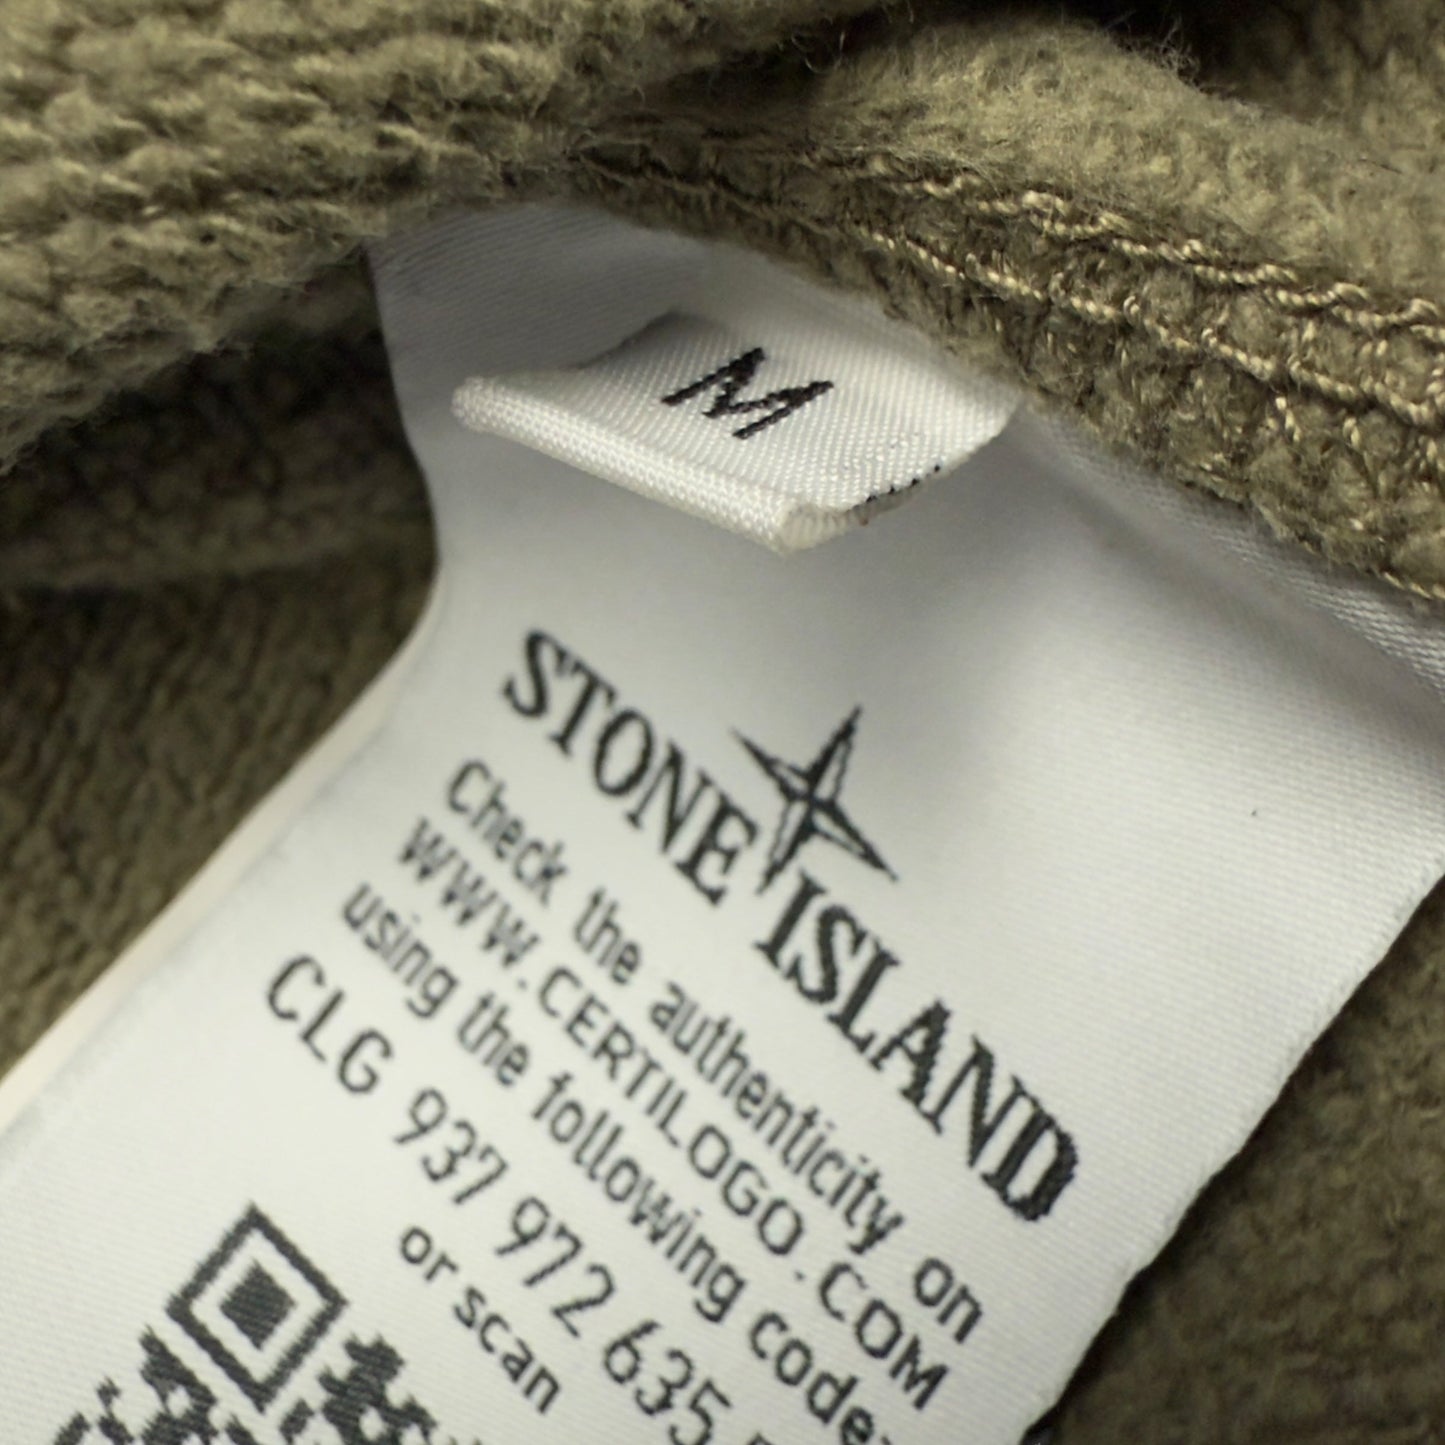 M
STONE ISLAND
Check the authenticity on
WWW.CERTILOGO.COM
using the following code:
CLG 937 972 635
or scan